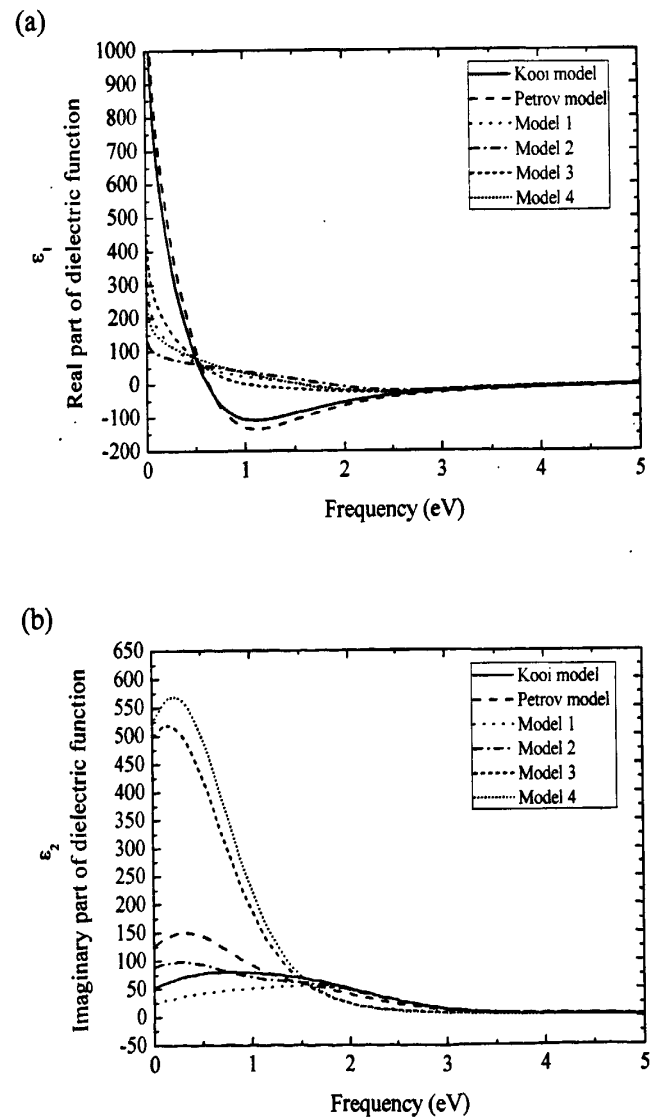 (a)
1000
900
800
700
600
500
400
300
200
100
0
-100
-200
ε1
Real part of dielectric function
Kooi model
Petrov model
Model 1
Model 2
Model 3
Model 4
0 1 2 3 4 5
Frequency (eV)
(b)
650
600
550
500
450
400
350
300
250
200
150
100
50
0
-50
ε2
Imaginary part of dielectric function
Kooi model
Petrov model
Model 1
Model 2
Model 3
Model 4
0 1 2 3 4 5
Frequency (eV)